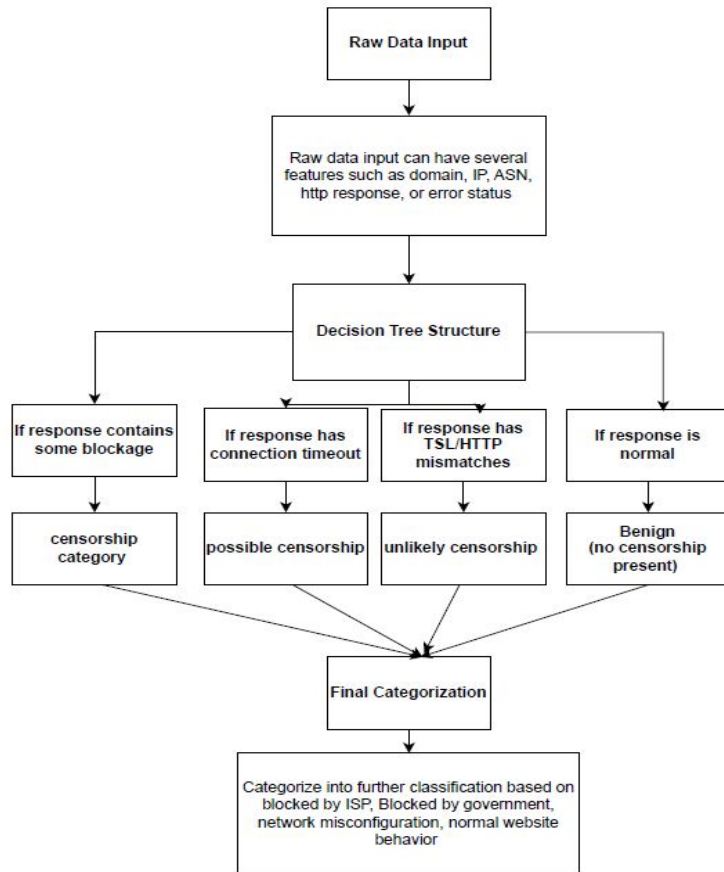 Raw Data Input
Raw data input can have several
features such as domain, IP, ASN,
http response, or error status
Decision Tree Structure
If response contains
some blockage
If response has
connection timeout
If response has
TSL/HTTP
mismatches
If response is
normal
censorship
category
possible censorship
unlikely censorship
Benign
(no censorship
present)
Final Categorization
Categorize into further classification based on
blocked by ISP, Blocked by government,
network misconfiguration, normal website
behavior